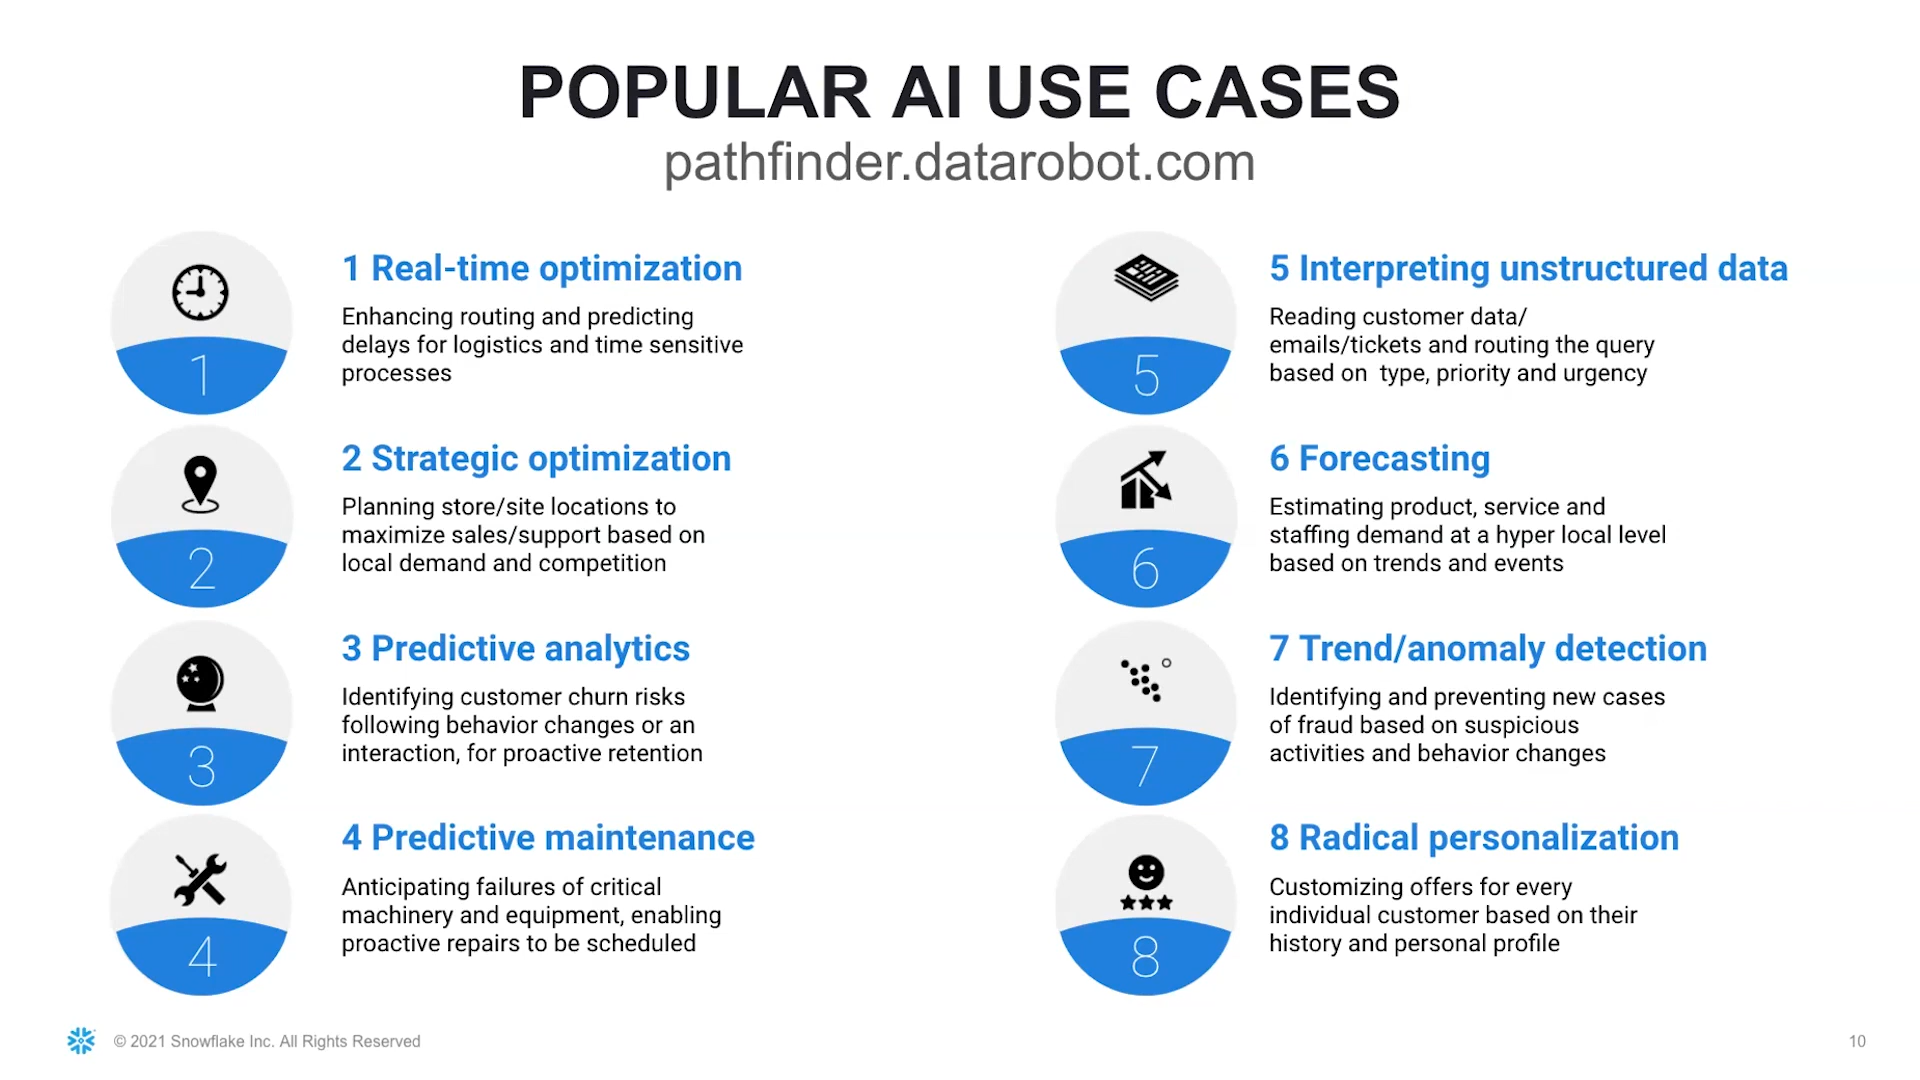 POPULAR AI USE CASES
pathfinder.datarobot.com
1
1 Real-time optimization
Enhancing routing and predicting
delays for logistics and time sensitive
processes
2
2 Strategic optimization
Planning store/site locations to
maximize sales/support based on
local demand and competition
3
3 Predictive analytics
Identifying customer churn risks
following behavior changes or an
interaction, for proactive retention
4
4 Predictive maintenance
Anticipating failures of critical
machinery and equipment, enabling
proactive repairs to be scheduled
5
5 Interpreting unstructured data
Reading customer data/
emails/tickets and routing the query
based on  type, priority and urgency
6
6 Forecasting
Estimating product, service and
staffing demand at a hyper local level
based on trends and events
7
7 Trend/anomaly detection
Identifying and preventing new cases
of fraud based on suspicious
activities and behavior changes
8
8 Radical personalization
Customizing offers for every
individual customer based on their
history and personal profile
© 2021 Snowflake Inc. All Rights Reserved
10